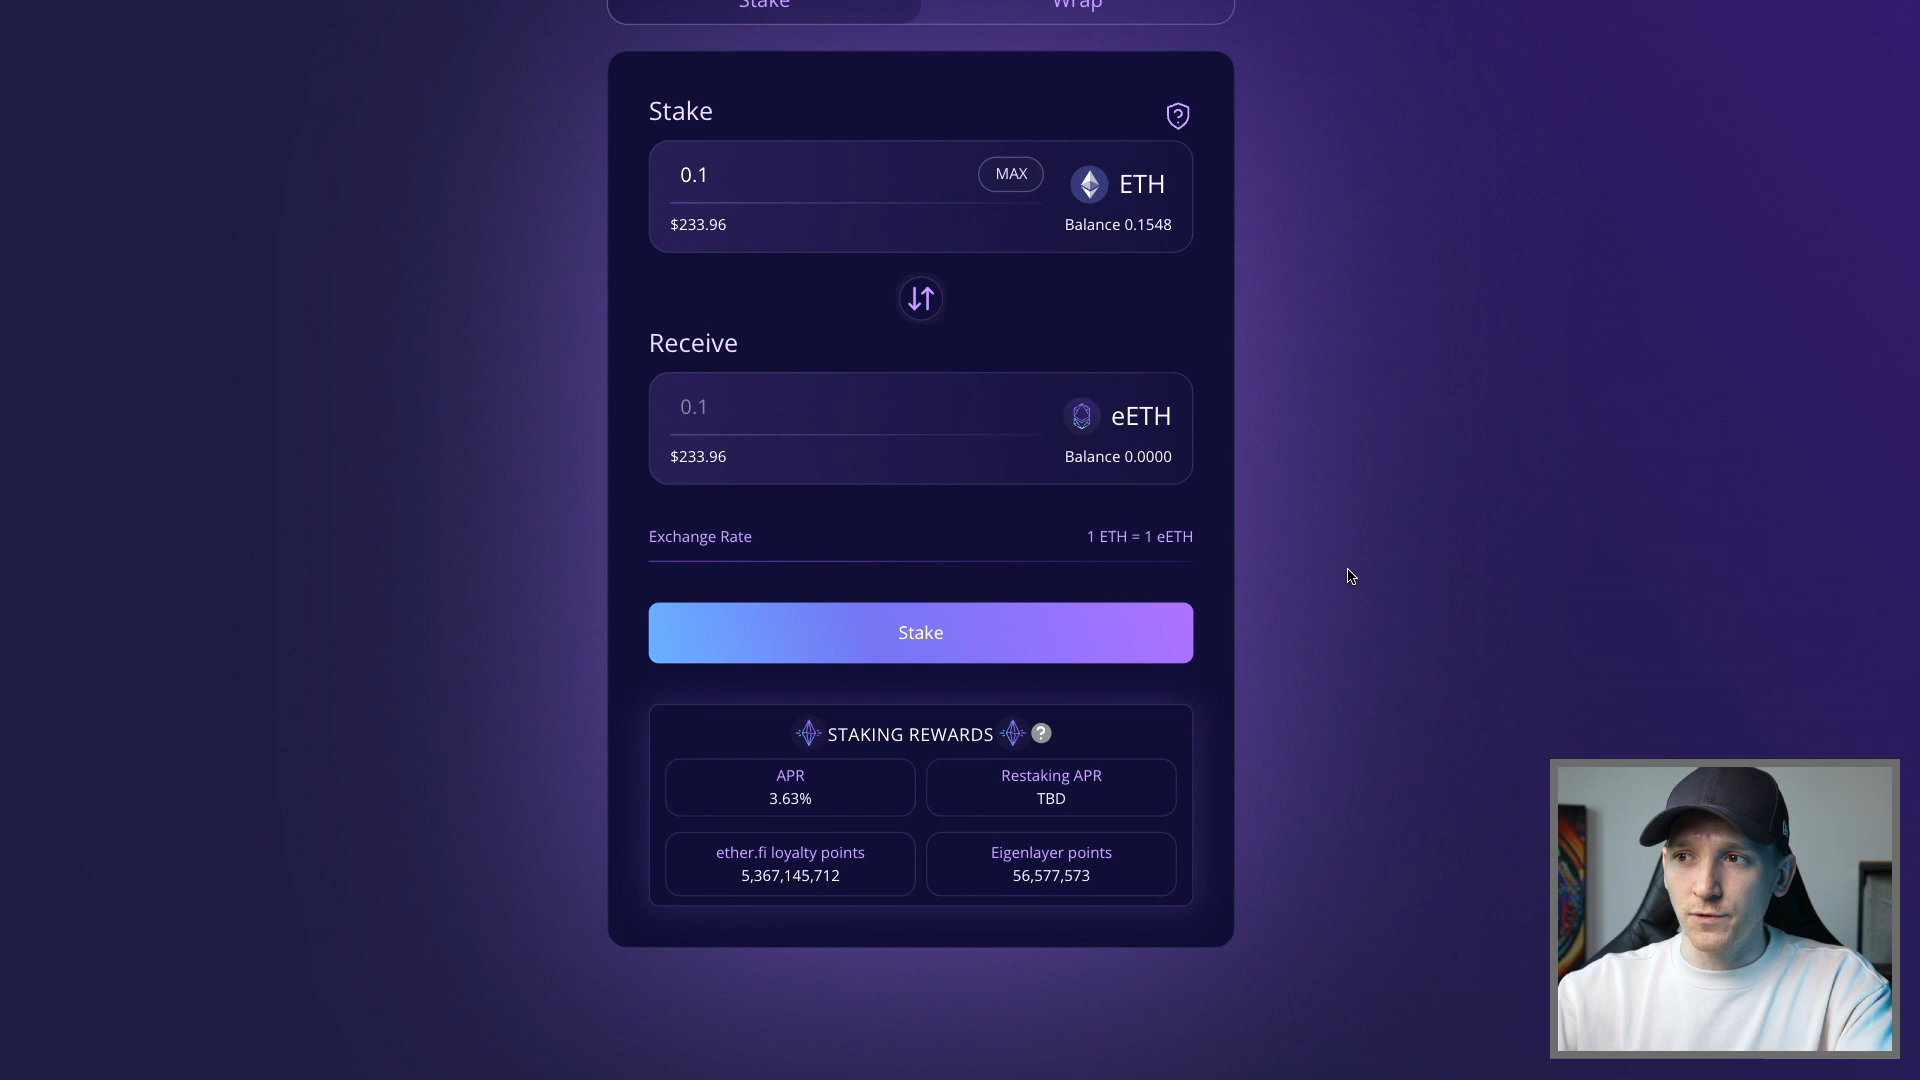 Stake
Wrap
Stake
0.1
MAX
ETH
$233.96
Balance 0.1548
Receive
0.1
eETH
$233.96
Balance 0.0000
Exchange Rate
1 ETH = 1 eETH
Stake
STAKING REWARDS ?
APR
3.63%
Restaking APR
TBD
ether.fi loyalty points
5,367,145,712
Eigenlayer points
56,577,573